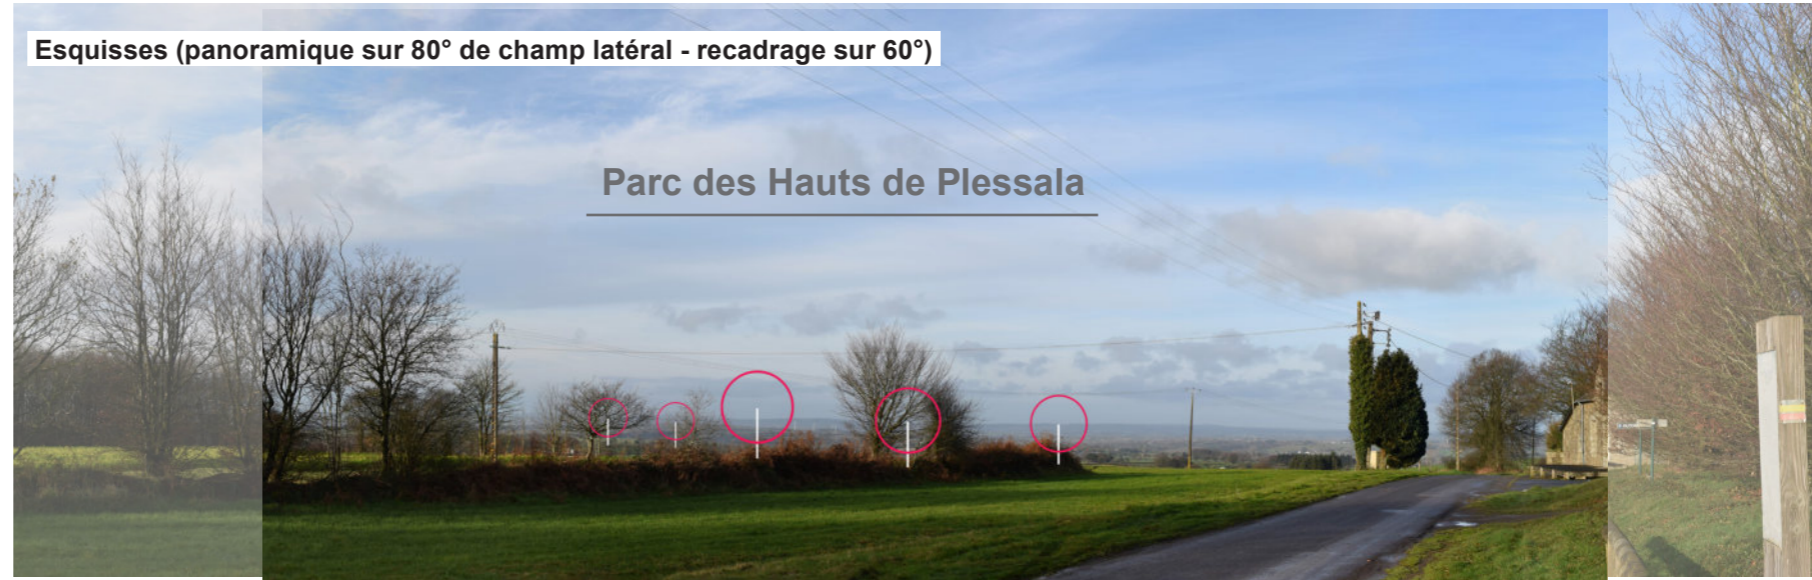 Esquisses (panoramique sur 80° de champ latéral - recadrage sur 60°)
Parc des Hauts de Plessala